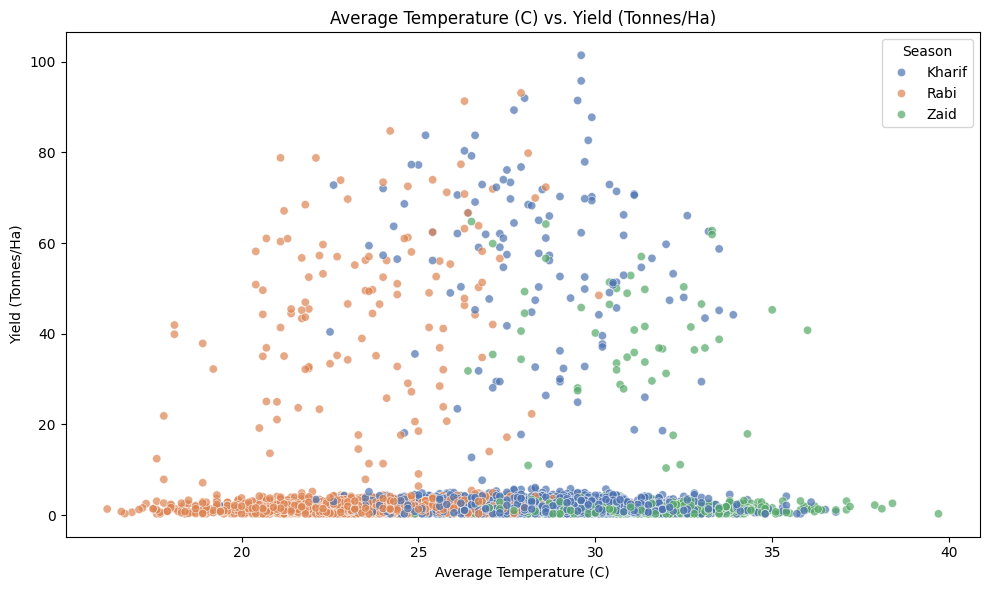 Average Temperature (C) vs. Yield (Tonnes/Ha)
Season
Kharif
Rabi
Zaid
Yield (Tonnes/Ha)
100
80
60
40
20
0
20 25 30 35 40
Average Temperature (C)